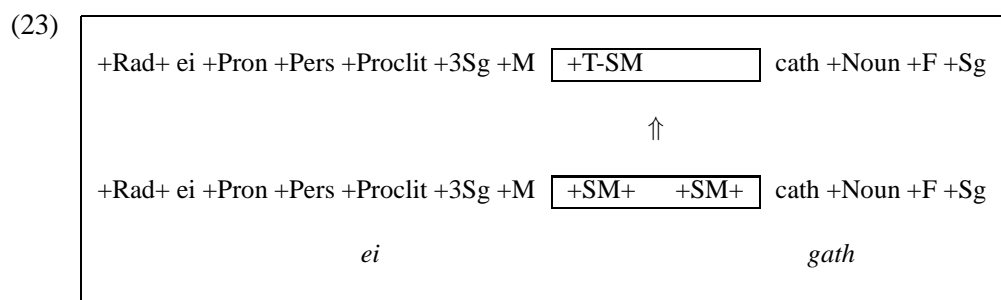 (23)
+Rad+ ei +Pron +Pers +Proclit +3Sg +M +T-SM cath +Noun +F +Sg
⇑
+Rad+ ei +Pron +Pers +Proclit +3Sg +M +SM+ +SM+ cath +Noun +F +Sg
ei gath